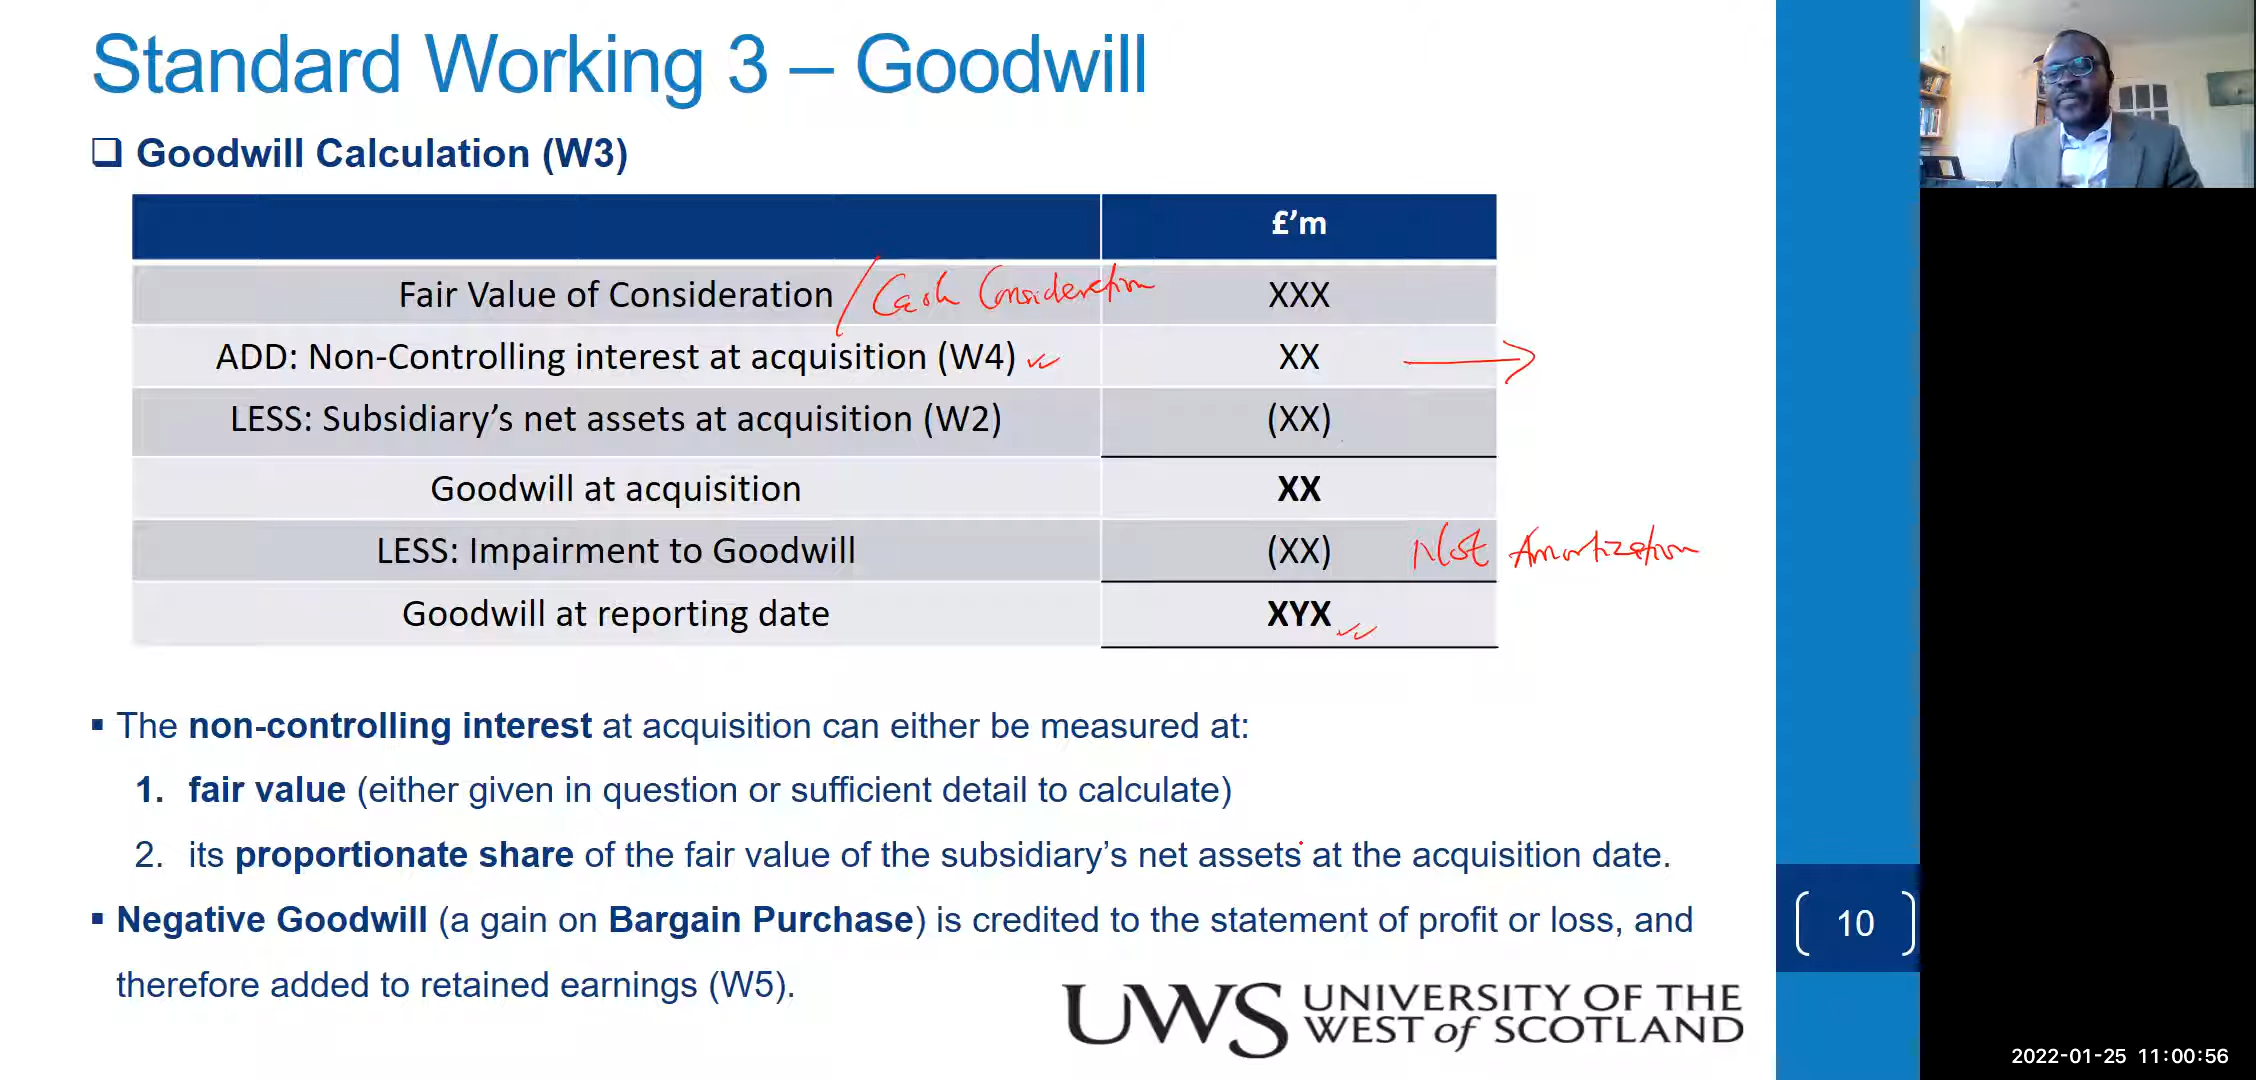 Standard Working 3 – Goodwill
❑ Goodwill Calculation (W3)
£’m
Fair Value of Consideration / Cash Consideration XXX
ADD: Non-Controlling interest at acquisition (W4) XX
LESS: Subsidiary’s net assets at acquisition (W2) (XX)
Goodwill at acquisition XX
LESS: Impairment to Goodwill (XX) Not Amortization
Goodwill at reporting date XYX
▪ The non-controlling interest at acquisition can either be measured at:
1. fair value (either given in question or sufficient detail to calculate)
2. its proportionate share of the fair value of the subsidiary’s net assets at the acquisition date.
▪ Negative Goodwill (a gain on Bargain Purchase) is credited to the statement of profit or loss, and
therefore added to retained earnings (W5).
10
UWS UNIVERSITY OF THE
WEST of SCOTLAND
2022-01-25 11:00:56